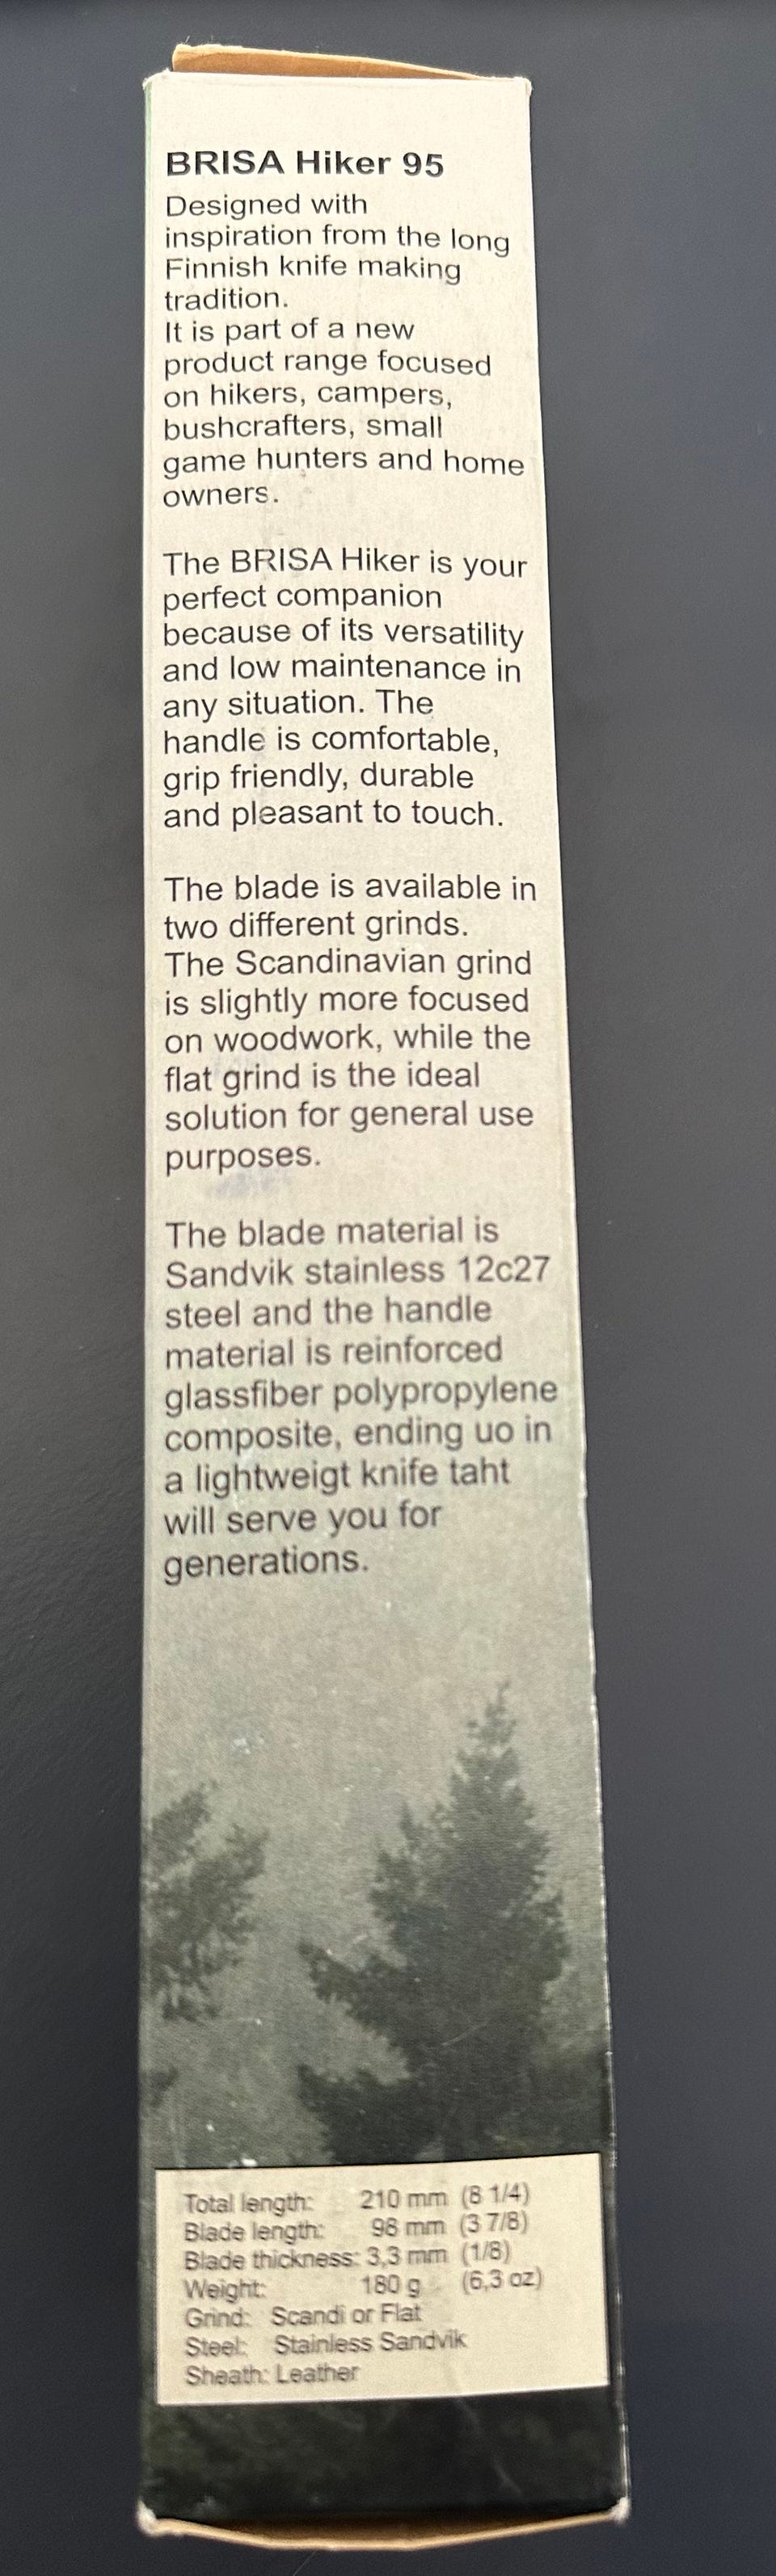 BRISA Hiker 95
Designed with
inspiration from the long
Finnish knife making
tradition.
It is part of a new
product range focused
on hikers, campers,
bushcrafters, small
game hunters and home
owners.
The BRISA Hiker is your
perfect companion
because of its versatility
and low maintenance in
any situation. The
handle is comfortable,
grip friendly, durable
and pleasant to touch.
The blade is available in
two different grinds.
The Scandinavian grind
is slightly more focused
on woodwork, while the
flat grind is the ideal
solution for general use
purposes.
The blade material is
Sandvik stainless 12c27
steel and the handle
material is reinforced
glassfiber polypropylene
composite, ending uo in
a lightweigt knife taht
will serve you for
generations.
Total length: 210 mm (8 1/4)
Blade length: 98 mm (3 7/8)
Blade thickness: 3,3 mm (1/8)
Weight: 180 g (6,3 oz)
Grind: Scandi or Flat
Steel: Stainless Sandvik
Sheath: Leather